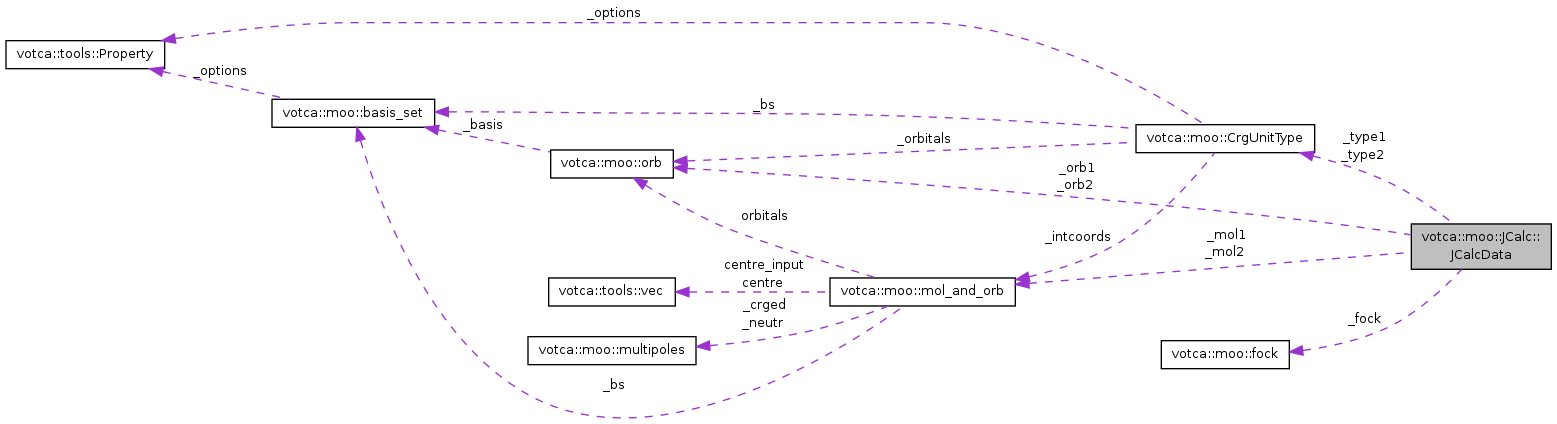 _options
votca::tools::Property
_options
votca::moo::basis_set
_bs
_basis
_orbitals
votca::moo::CrgUnitType
_type1
_type2
votca::moo::orb
_orb1
_orb2
orbitals
_intcoords
_mol1
_mol2
votca::moo::JCalc::
JCalcData
centre_input
centre
votca::tools::vec
votca::moo::mol_and_orb
_crged
_neutr
_fock
votca::moo::multipoles
votca::moo::fock
_bs